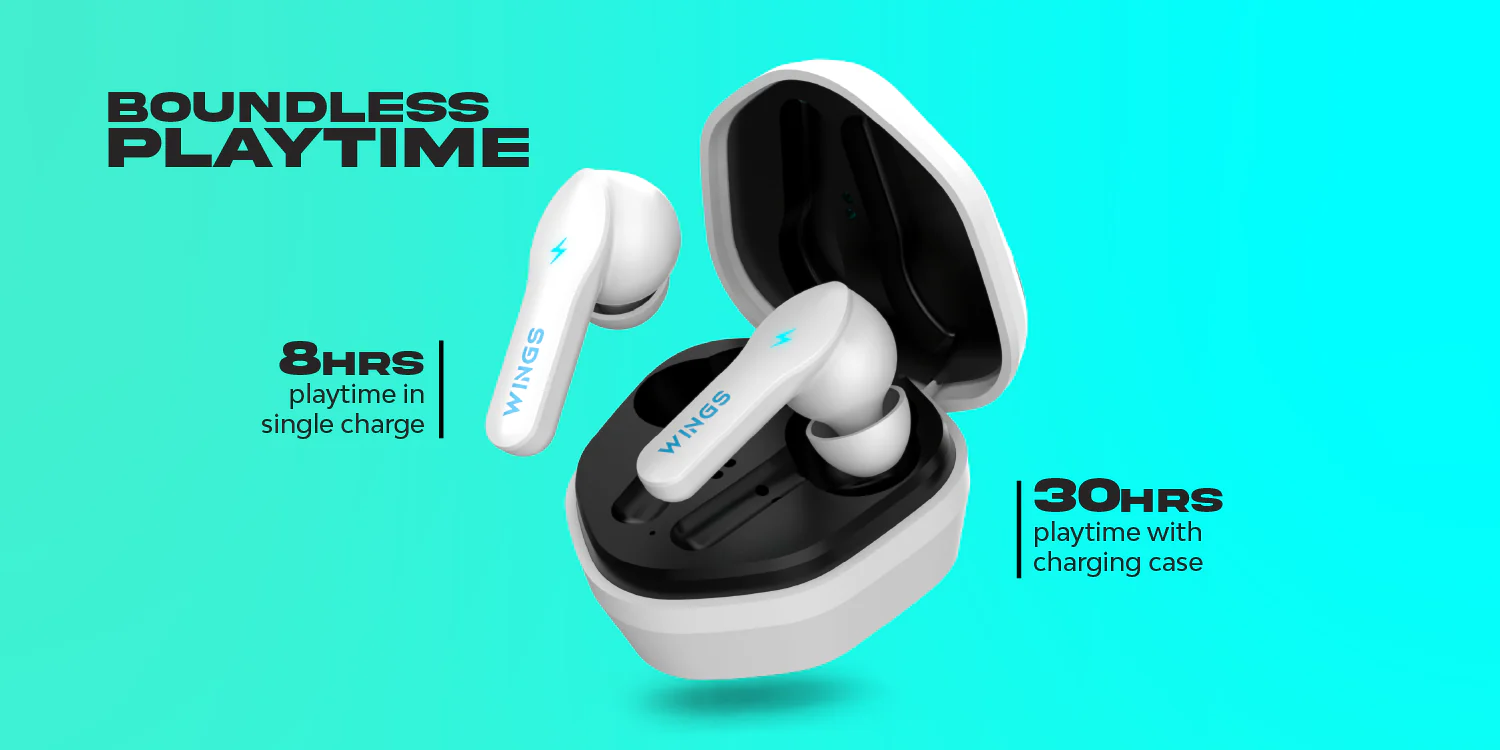 BOUNDLESS
PLAYTIME
WINGS
8HRS
playtime in
single charge
WINGS
30HRS
playtime with
charging case